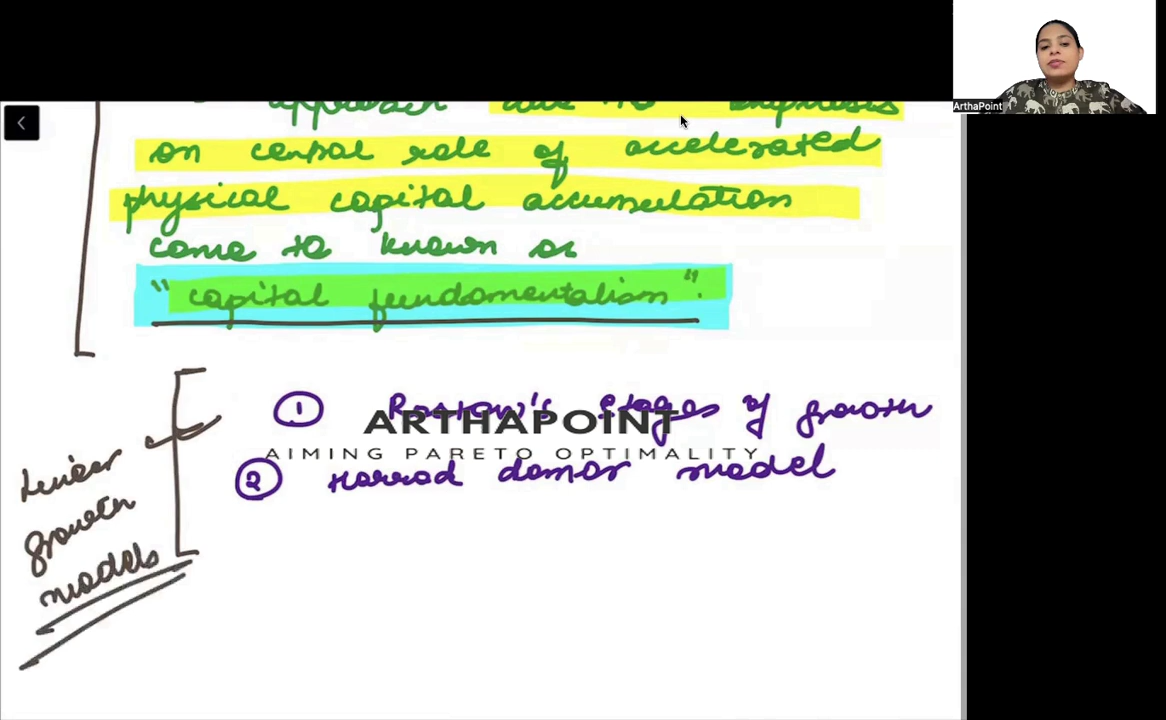 approach due to emphasis
on central role of accelerated
physical capital accumulation
come to known as
"capital fundamentalism".
① Rostow's stages of growth
② Harrod domar model
Linear
growth
models
ARTHAPOINT
AIMING PARETO OPTIMALITY
ArthaPoint